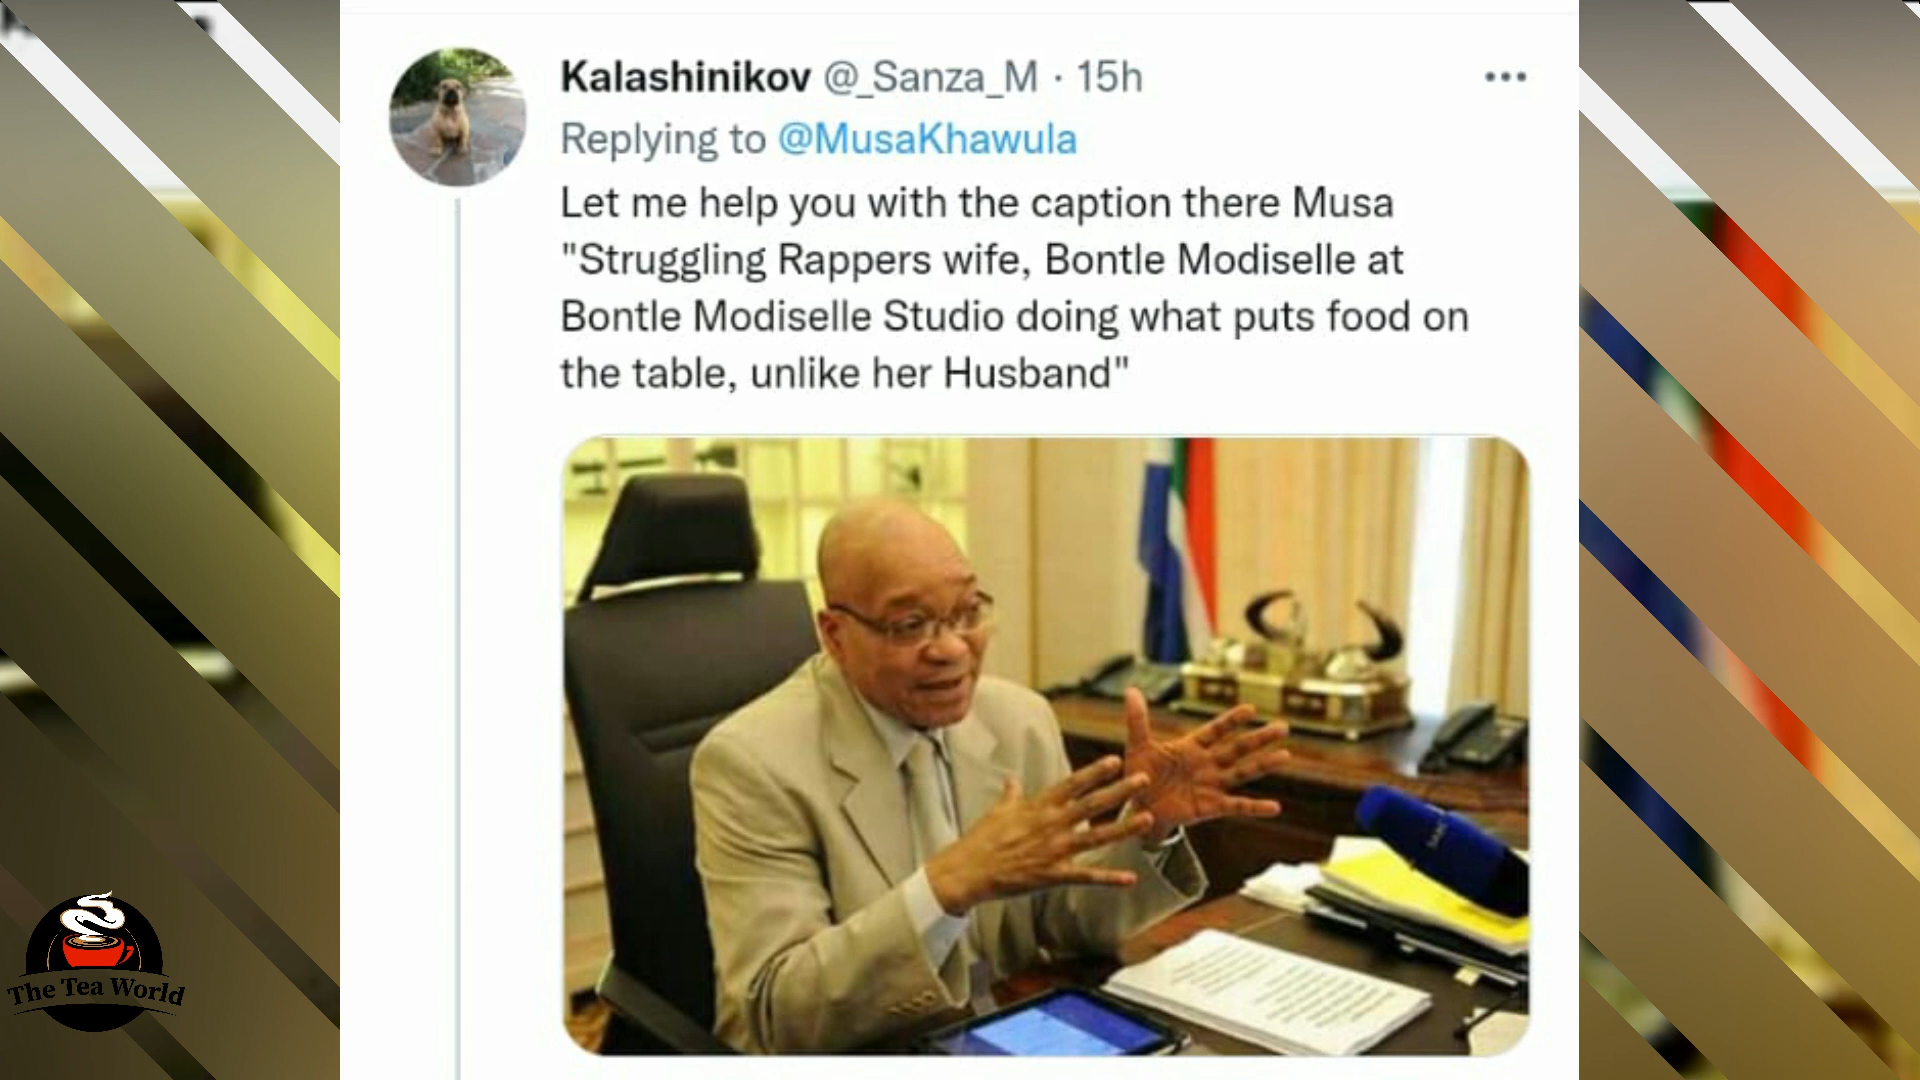 Kalashinikov @_Sanza_M · 15h
Replying to @MusaKhawula
Let me help you with the caption there Musa
"Struggling Rappers wife, Bontle Modiselle at
Bontle Modiselle Studio doing what puts food on
the table, unlike her Husband"
The Tea World